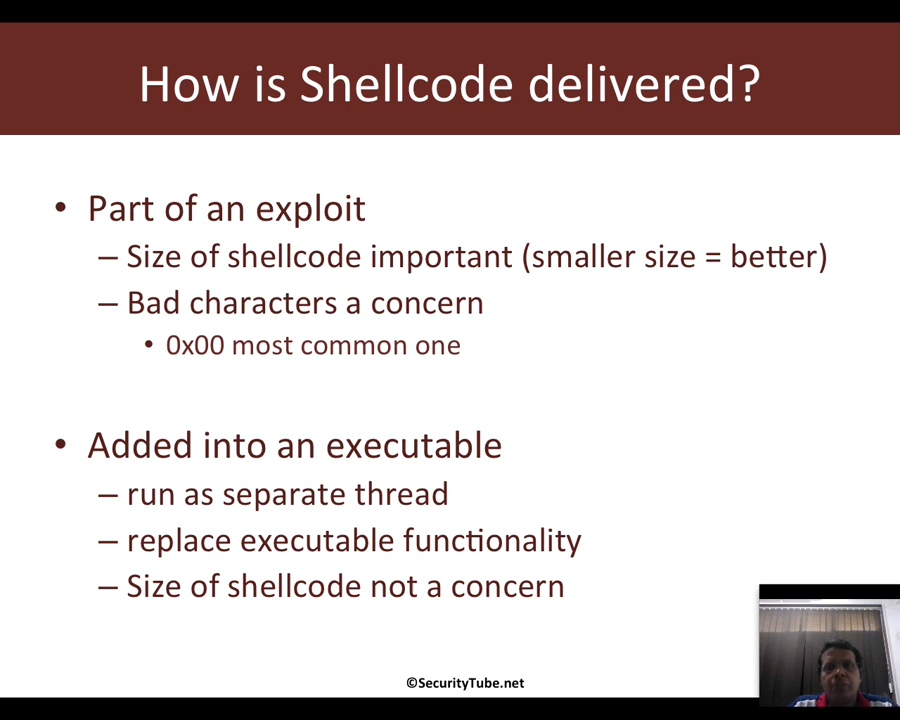 How is Shellcode delivered?
• Part of an exploit
– Size of shellcode important (smaller size = better)
– Bad characters a concern
• 0x00 most common one
• Added into an executable
– run as separate thread
– replace executable functionality
– Size of shellcode not a concern
©SecurityTube.net